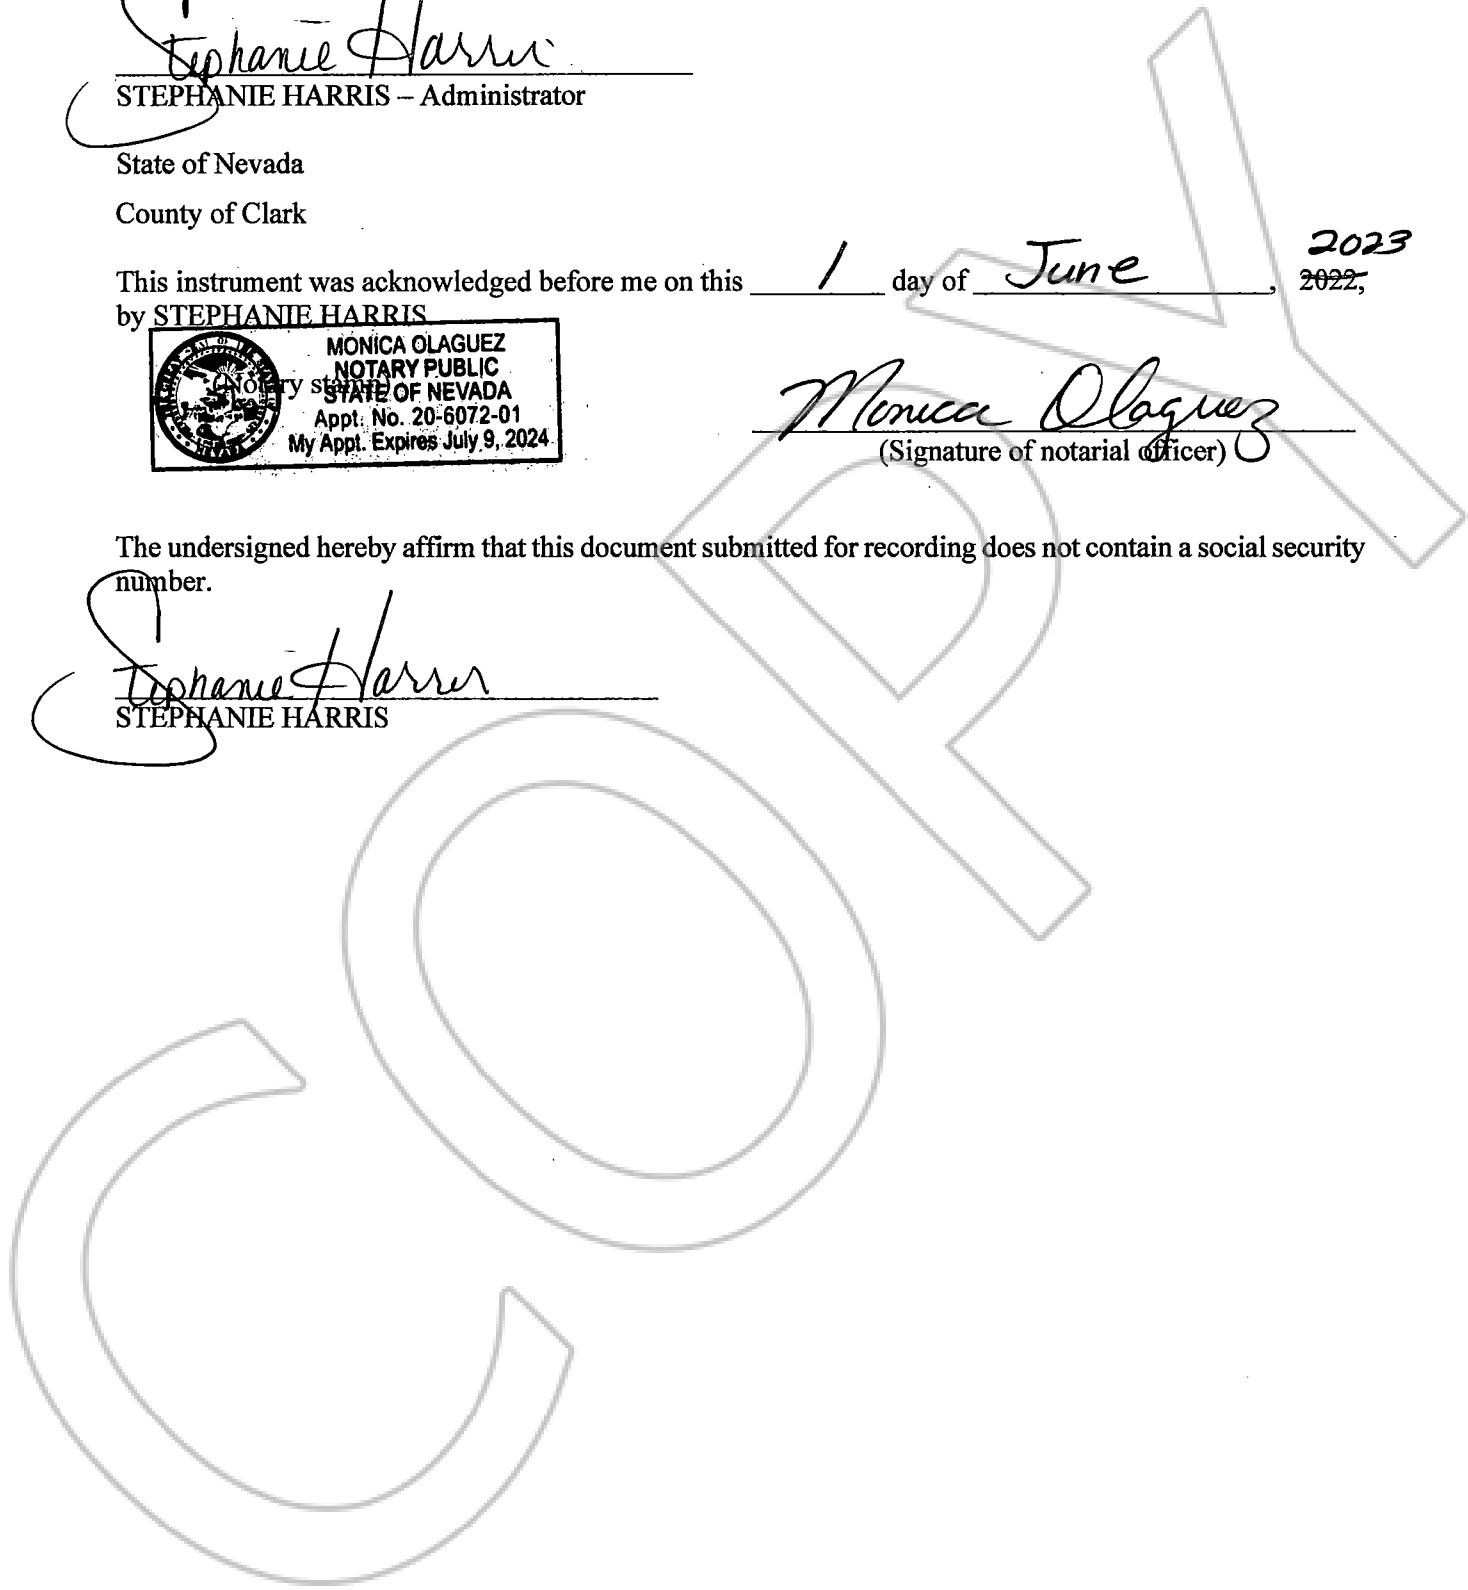 Stephanie Harris
STEPHANIE HARRIS – Administrator
State of Nevada
County of Clark
2023
This instrument was acknowledged before me on this 1 day of June, 2022,
by STEPHANIE HARRIS
(Notary stamp)
MONICA OLAGUEZ
NOTARY PUBLIC
STATE OF NEVADA
Appt. No. 20-6072-01
My Appt. Expires July 9, 2024
Monica Olaguez
(Signature of notarial officer)
The undersigned hereby affirm that this document submitted for recording does not contain a social security
number.
Stephanie Harris
STEPHANIE HARRIS
COPY